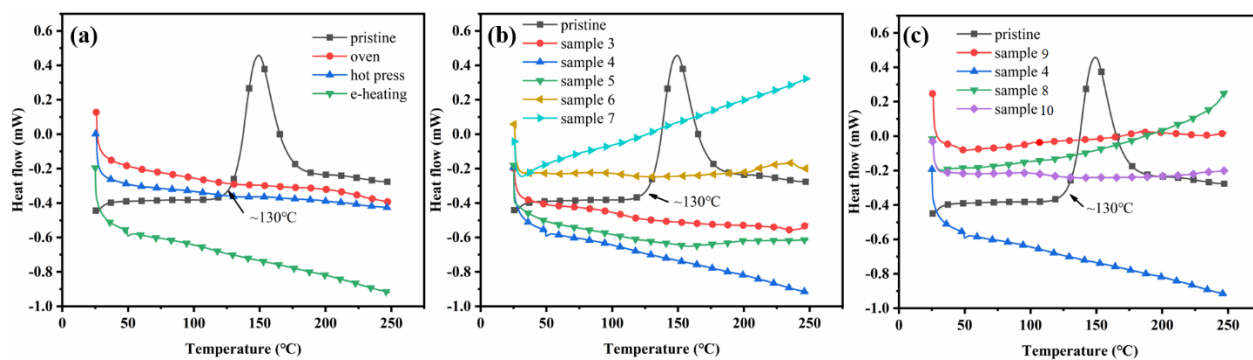 (a)
pristine
oven
hot press
e-heating
~130℃
0.6
0.4
0.2
0.0
-0.2
-0.4
-0.6
-0.8
-1.0
Heat flow (mW)
0 50 100 150 200 250
Temperature (℃)
(b)
pristine
sample 3
sample 4
sample 5
sample 6
sample 7
~130℃
0.6
0.4
0.2
0.0
-0.2
-0.4
-0.6
-0.8
-1.0
Heat flow (mW)
0 50 100 150 200 250
Temperature (℃)
(c)
pristine
sample 9
sample 4
sample 8
sample 10
~130℃
0.6
0.4
0.2
0.0
-0.2
-0.4
-0.6
-0.8
-1.0
Heat flow (mW)
0 50 100 150 200 250
Temperature (℃)